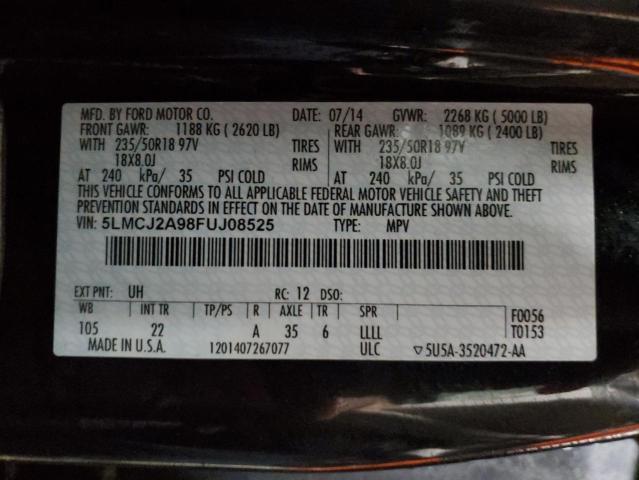 MFD. BY FORD MOTOR CO. DATE: 07/14 GVWR: 2268 KG ( 5000 LB)
FRONT GAWR: 1188 KG ( 2620 LB) REAR GAWR: 1089 KG ( 2400 LB)
WITH 235/50R18 97V TIRES WITH 235/50R18 97V TIRES
18X8.0J RIMS 18X8.0J RIMS
AT 240 kPa/ 35 PSI COLD AT 240 kPa/ 35 PSI COLD
THIS VEHICLE CONFORMS TO ALL APPLICABLE FEDERAL MOTOR VEHICLE SAFETY AND THEFT
PREVENTION STANDARDS IN EFFECT ON THE DATE OF MANUFACTURE SHOWN ABOVE.
VIN: 5LMCJ2A98FUJ08525 TYPE: MPV
EXT PNT: UH RC: 12 DSO:
WB INT TR TP/PS R AXLE TR SPR F0056
105 22 A 35 6 LLLL T0153
MADE IN U.S.A. 1201407267077 ULC ▽5U5A-3520472-AA